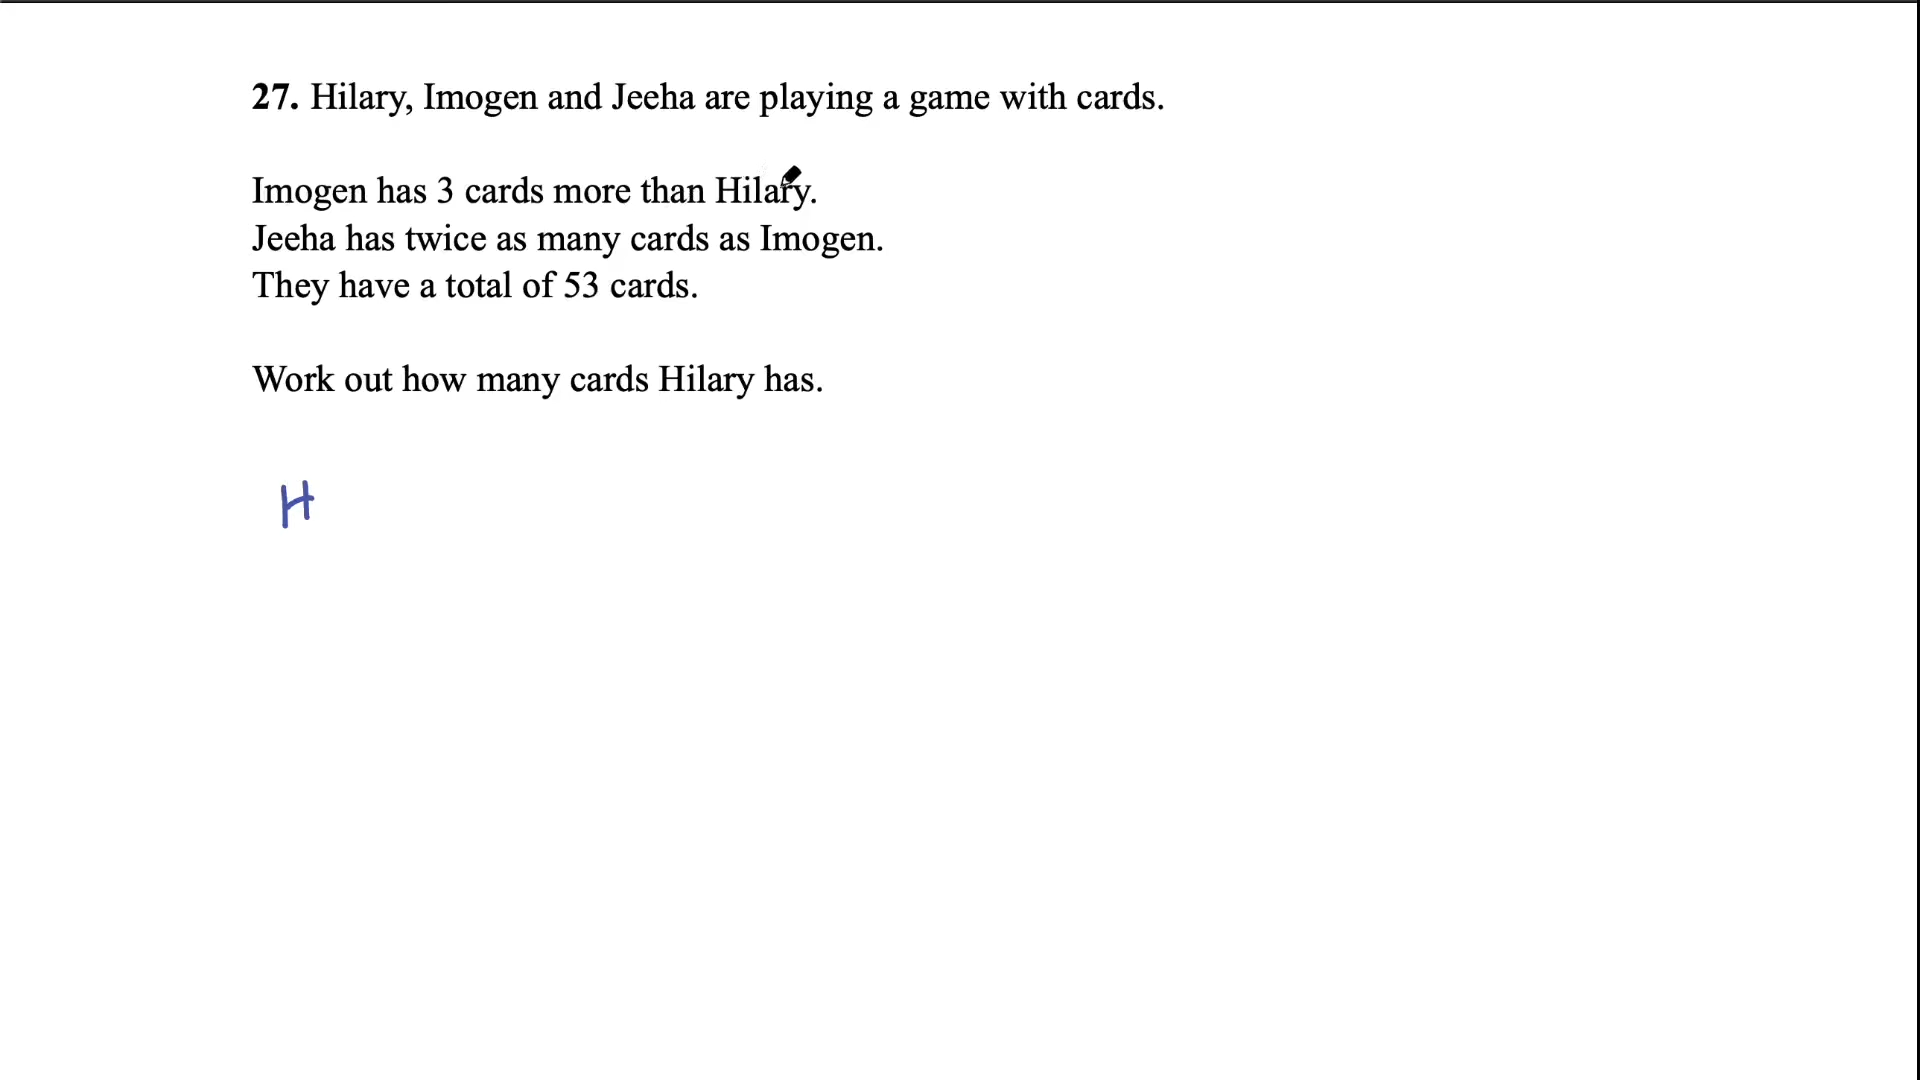 27. Hilary, Imogen and Jeeha are playing a game with cards.
Imogen has 3 cards more than Hilary.
Jeeha has twice as many cards as Imogen.
They have a total of 53 cards.
Work out how many cards Hilary has.
H